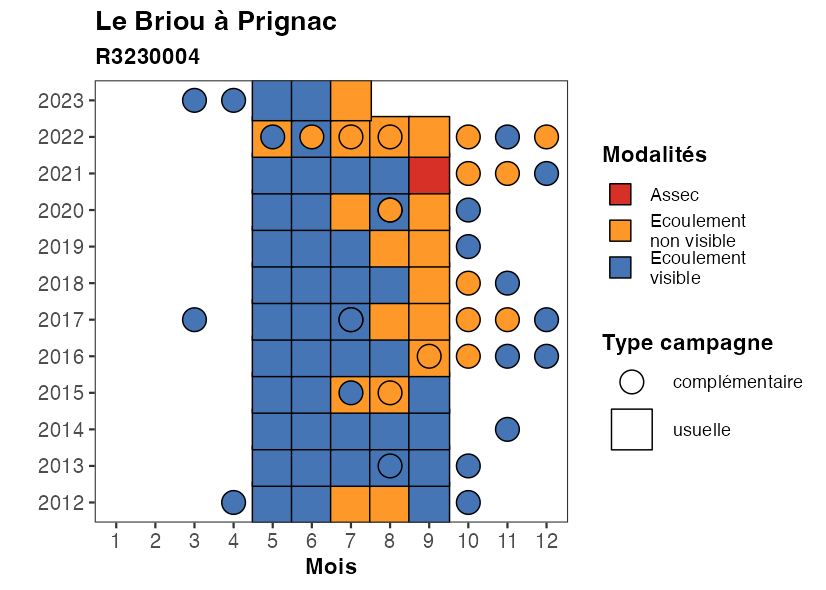 Le Briou à Prignac
R3230004
2023
2022
2021
2020
2019
2018
2017
2016
2015
2014
2013
2012
1 2 3 4 5 6 7 8 9 10 11 12
Mois
Modalités
Assec
Ecoulement
non visible
Ecoulement
visible
Type campagne
complémentaire
usuelle